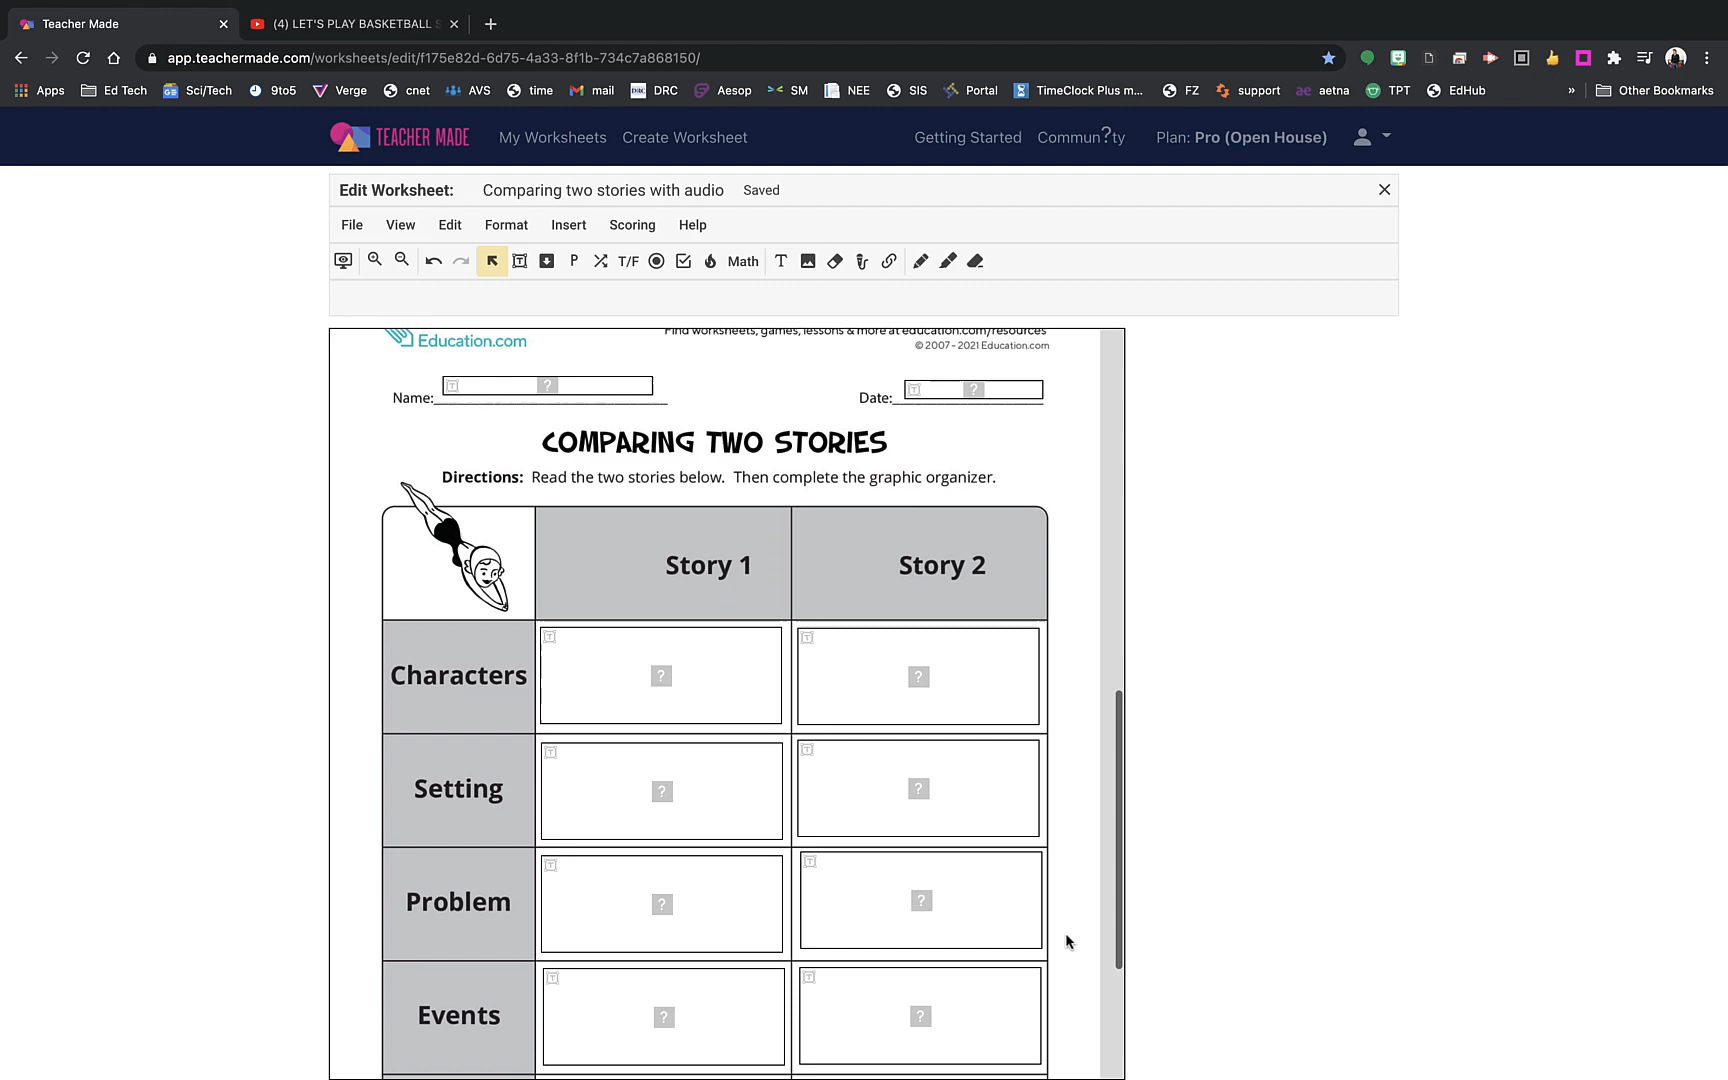 Teacher Made
(4) LET'S PLAY BASKETBALL
app.teachermade.com/worksheets/edit/f175e82d-6d75-4a33-8f1b-734c7a868150/
Apps Ed Tech Sci/Tech 9to5 Verge cnet AVS time mail DRC Aesop SM NEE SIS Portal TimeClock Plus m... FZ support aetna TPT EdHub » Other Bookmarks
TEACHER MADE My Worksheets Create Worksheet Getting Started Commun?ty Plan: Pro (Open House)
Edit Worksheet: Comparing two stories with audio Saved
File View Edit Format Insert Scoring Help
P T/F Math T
Find worksheets, games, lessons & more at education.com/resources
Education.com
© 2007 - 2021 Education.com
Name: ? Date: ?
COMPARING TWO STORIES
Directions: Read the two stories below. Then complete the graphic organizer.
Story 1 Story 2
Characters ? ?
Setting ? ?
Problem ? ?
Events ? ?